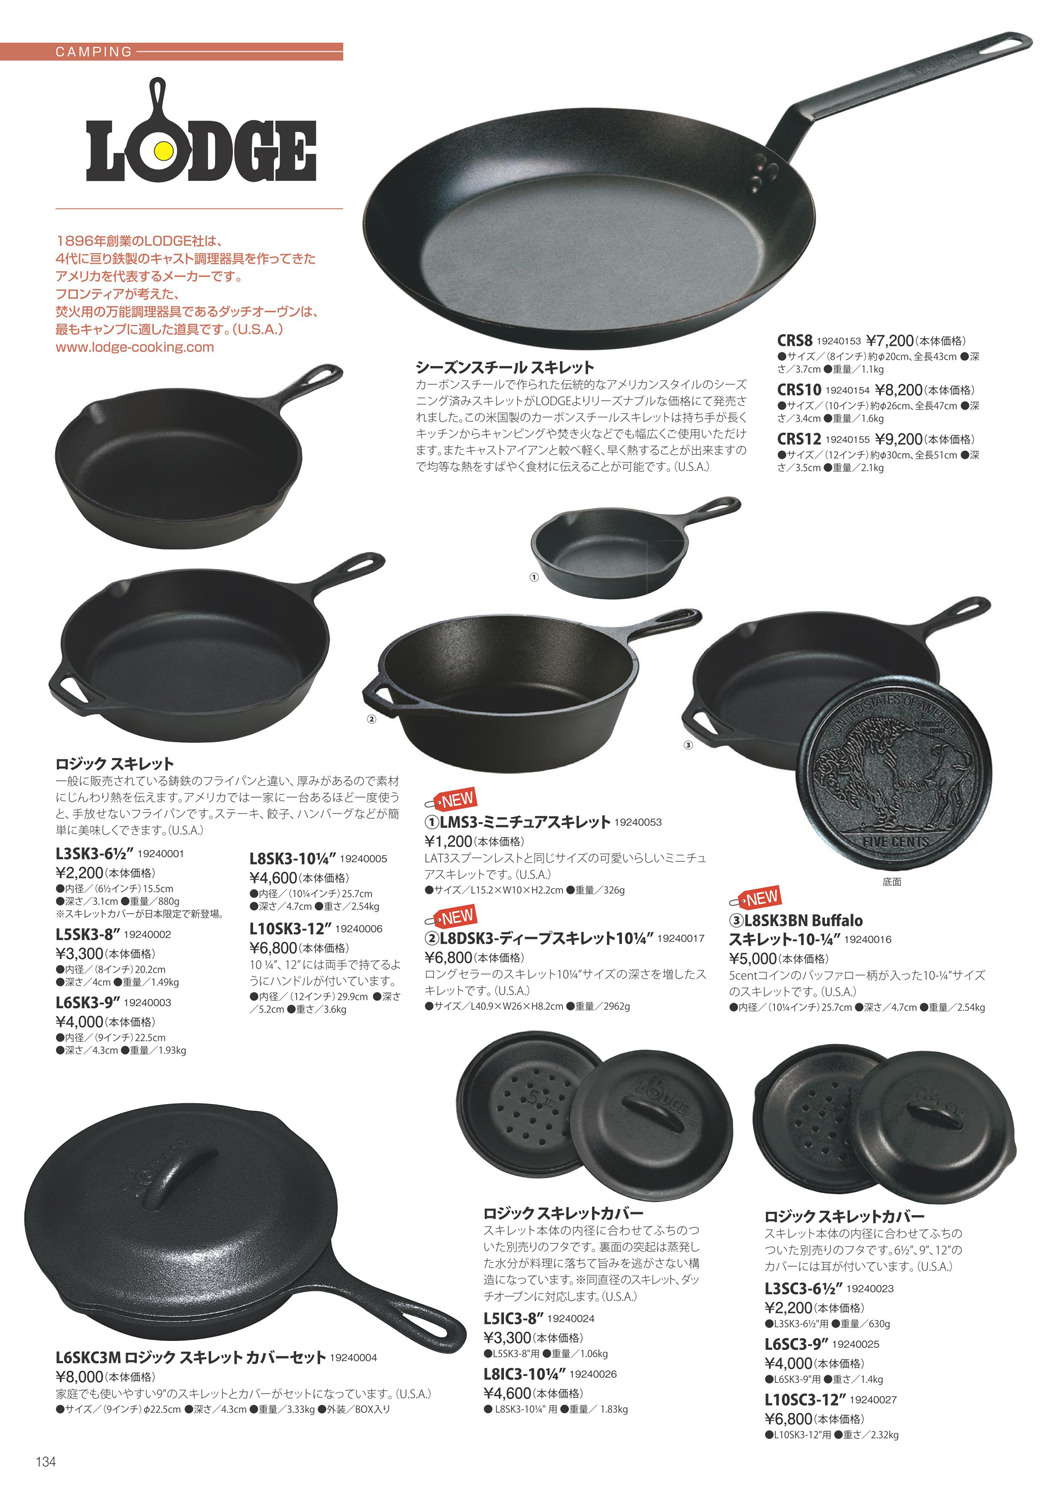 CAMPING
LODGE
1896年創業のLODGE社は、
4代に亘り鉄製のキャスト調理器具を作ってきた
アメリカを代表するメーカーです。
フロンティアが考えた、
焚火用の万能調理器具であるダッチオーヴンは、
最もキャンプに適した道具です。(U.S.A.)
www.lodge-cooking.com
シーズンスチール スキレット
カーボンスチールで作られた伝統的なアメリカンスタイルのシーズ
ニング済みスキレットがLODGEよりリーズナブルな価格にて発売さ
れました。この米国製のカーボンスチールスキレットは持ち手が長く
キッチンからキャンピングや焚き火などでも幅広くご使用いただけ
ます。またキャストアイアンと較べ軽く、早く熱することが出来ますの
で均等な熱をすばやく食材に伝えることが可能です。(U.S.A.)
CRS8 19240153 ¥7,200(本体価格)
●サイズ／(8インチ)約φ20cm、全長43cm ●深
さ／3.7cm ●重量／1.1kg
CRS10 19240154 ¥8,200(本体価格)
●サイズ／(10インチ)約φ26cm、全長47cm ●深
さ／3.4cm ●重量／1.6kg
CRS12 19240155 ¥9,200(本体価格)
●サイズ／(12インチ)約φ30cm、全長51cm ●深
さ／3.5cm ●重量／2.1kg
①
②
③
UNITED STATES OF AMERICA
FIVE CENTS
底面
ロジック スキレット
一般に販売されている鋳鉄のフライパンと違い、厚みがあるので素材
にじんわり熱を伝えます。アメリカでは一家に一台あるほど一度使う
と、手放せないフライパンです。ステーキ、餃子、ハンバーグなどが簡
単に美味しくできます。(U.S.A.)
L3SK3-6½” 19240001
¥2,200(本体価格)
●内径／(6½インチ)15.5cm
●深さ／3.1cm ●重量／880g
※スキレットカバーが日本限定で新登場。
L5SK3-8” 19240002
¥3,300(本体価格)
●内径／(8インチ)20.2cm
●深さ／4cm ●重量／1.49kg
L6SK3-9” 19240003
¥4,000(本体価格)
●内径／(9インチ)22.5cm
●深さ／4.3cm ●重量／1.93kg
L8SK3-10¼” 19240005
¥4,600(本体価格)
●内径／(10¼インチ)25.7cm
●深さ／4.7cm ●重さ／2.54kg
L10SK3-12” 19240006
¥6,800(本体価格)
10 ¼”、12”には両手で持てるよ
うにハンドルが付いています。
●内径／(12インチ)29.9cm ●深さ
／5.2cm ●重さ／3.6kg
NEW
①LMS3-ミニチュアスキレット 19240053
¥1,200(本体価格)
LAT3スプーンレストと同じサイズの可愛いらしいミニチュ
アスキレットです。(U.S.A.)
●サイズ／L15.2×W10×H2.2cm ●重量／326g
NEW
②L8DSK3-ディープスキレット10¼” 19240017
¥6,800(本体価格)
ロングセラーのスキレット10¼”サイズの深さを増したス
キレットです。(U.S.A.)
●サイズ／L40.9×W26×H8.2cm ●重量／2962g
NEW
③L8SK3BN Buffalo
スキレット-10-¼” 19240016
¥5,000(本体価格)
5centコインのバッファロー柄が入った10-¼”サイズ
のスキレットです。(U.S.A.)
●内径／(10¼インチ)25.7cm ●深さ／4.7cm ●重量／2.54kg
L6SKC3M ロジック スキレット カバーセット 19240004
¥8,000(本体価格)
家庭でも使いやすい9”のスキレットとカバーがセットになっています。(U.S.A.)
●サイズ／(9インチ)φ22.5cm ●深さ／4.3cm ●重量／3.33kg ●外装／BOX入り
LODGE
ロジック スキレットカバー
スキレット本体の内径に合わせてふちのつ
いた別売りのフタです。裏面の突起は蒸発し
た水分が料理に落ちて旨みを逃がさない構
造になっています。※同直径のスキレット、ダッ
チオーブンに対応します。(U.S.A.)
L5IC3-8” 19240024
¥3,300(本体価格)
●L5SK3-8”用 ●重量／1.06kg
L8IC3-10¼” 19240026
¥4,600(本体価格)
● L8SK3-10¼” 用 ●重量／ 1.83kg
ロジック スキレットカバー
スキレット本体の内径に合わせてふちの
ついた別売りのフタです。6½”、9”、12”の
カバーには耳が付いています。(U.S.A.)
L3SC3-6½” 19240023
¥2,200(本体価格)
●L3SK3-6½”用 ●重量／630g
L6SC3-9” 19240025
¥4,000(本体価格)
●L6SK3-9”用 ●重さ／1.4kg
L10SC3-12” 19240027
¥6,800(本体価格)
●L10SK3-12”用 ●重さ／2.32kg
134